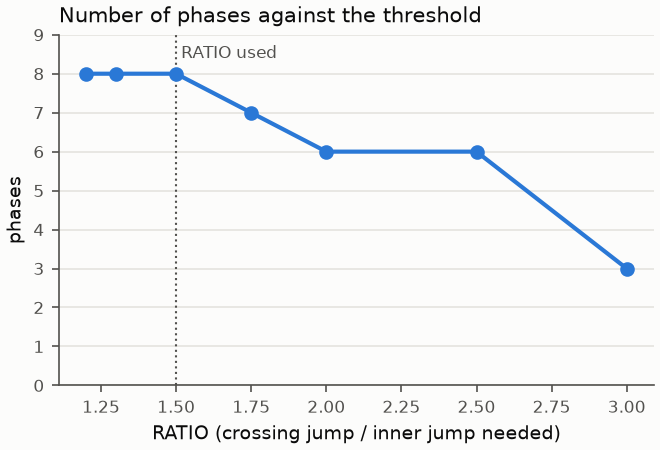 Number of phases against the threshold
9
8
7
6
5
4
3
2
1
0
phases
RATIO used
1.25 1.50 1.75 2.00 2.25 2.50 2.75 3.00
RATIO (crossing jump / inner jump needed)